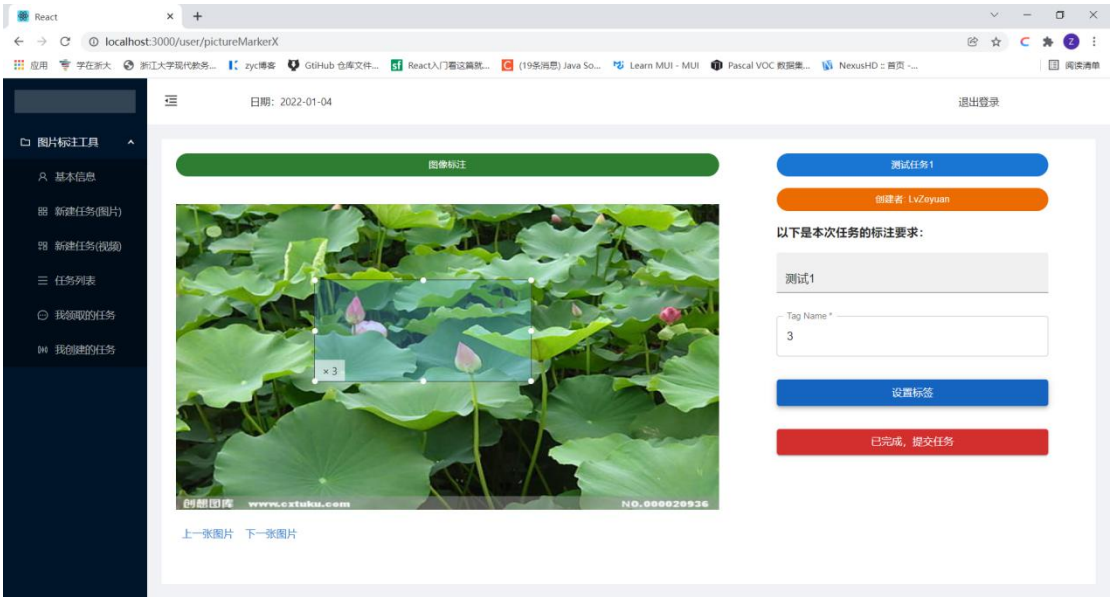 React
localhost:3000/user/pictureMarkerX
应用 学在浙大 浙江大学现代教务... zyc博客 GtiHub 仓库文件... React入门看这篇就... (19条消息) Java So... Learn MUI - MUI Pascal VOC 数据集... NexusHD :: 首页 -... 阅读清单
日期：2022-01-04 退出登录
图片标注工具
基本信息
新建任务(图片)
新建任务(视频)
任务列表
我领取的任务
我创建的任务
图像标注
× 3
创想图库 www.cxtuku.com NO.000020936
上一张图片 下一张图片
测试任务1
创建者: LvZeyuan
以下是本次任务的标注要求:
测试1
Tag Name *
3
设置标签
已完成，提交任务